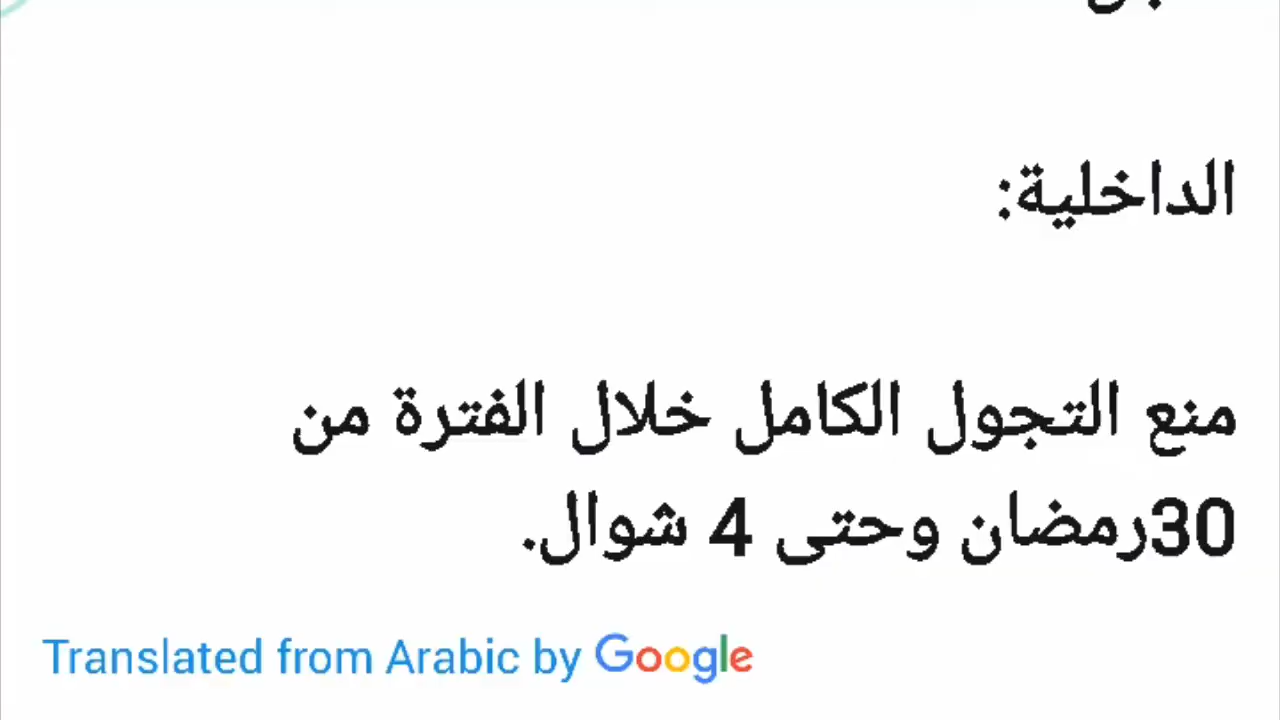 الداخلية:
منع التجول الكامل خلال الفترة من
30رمضان وحتى 4 شوال.
Translated from Arabic by Google